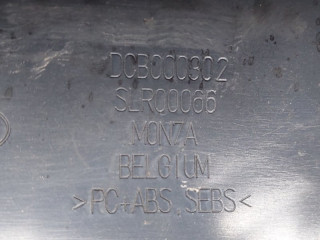 DCB000302
SLR00066
MONZA
BELGIUM
>PC+ABS,SEBS<